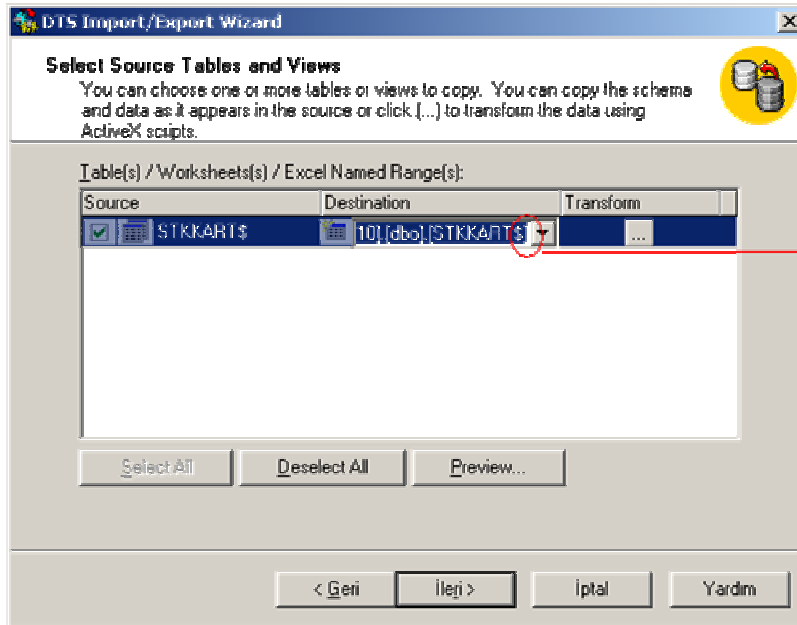 DTS Import/Export Wizard
Select Source Tables and Views
You can choose one or more tables or views to copy. You can copy the schema
and data as it appears in the source or click (...) to transform the data using
ActiveX scripts.
Table(s) / Worksheets(s) / Excel Named Range(s):
Source Destination Transform
STKKART$ 10].[dbo].[STKKART$] ...
Select All Deselect All Preview...
< Geri İleri > İptal Yardım